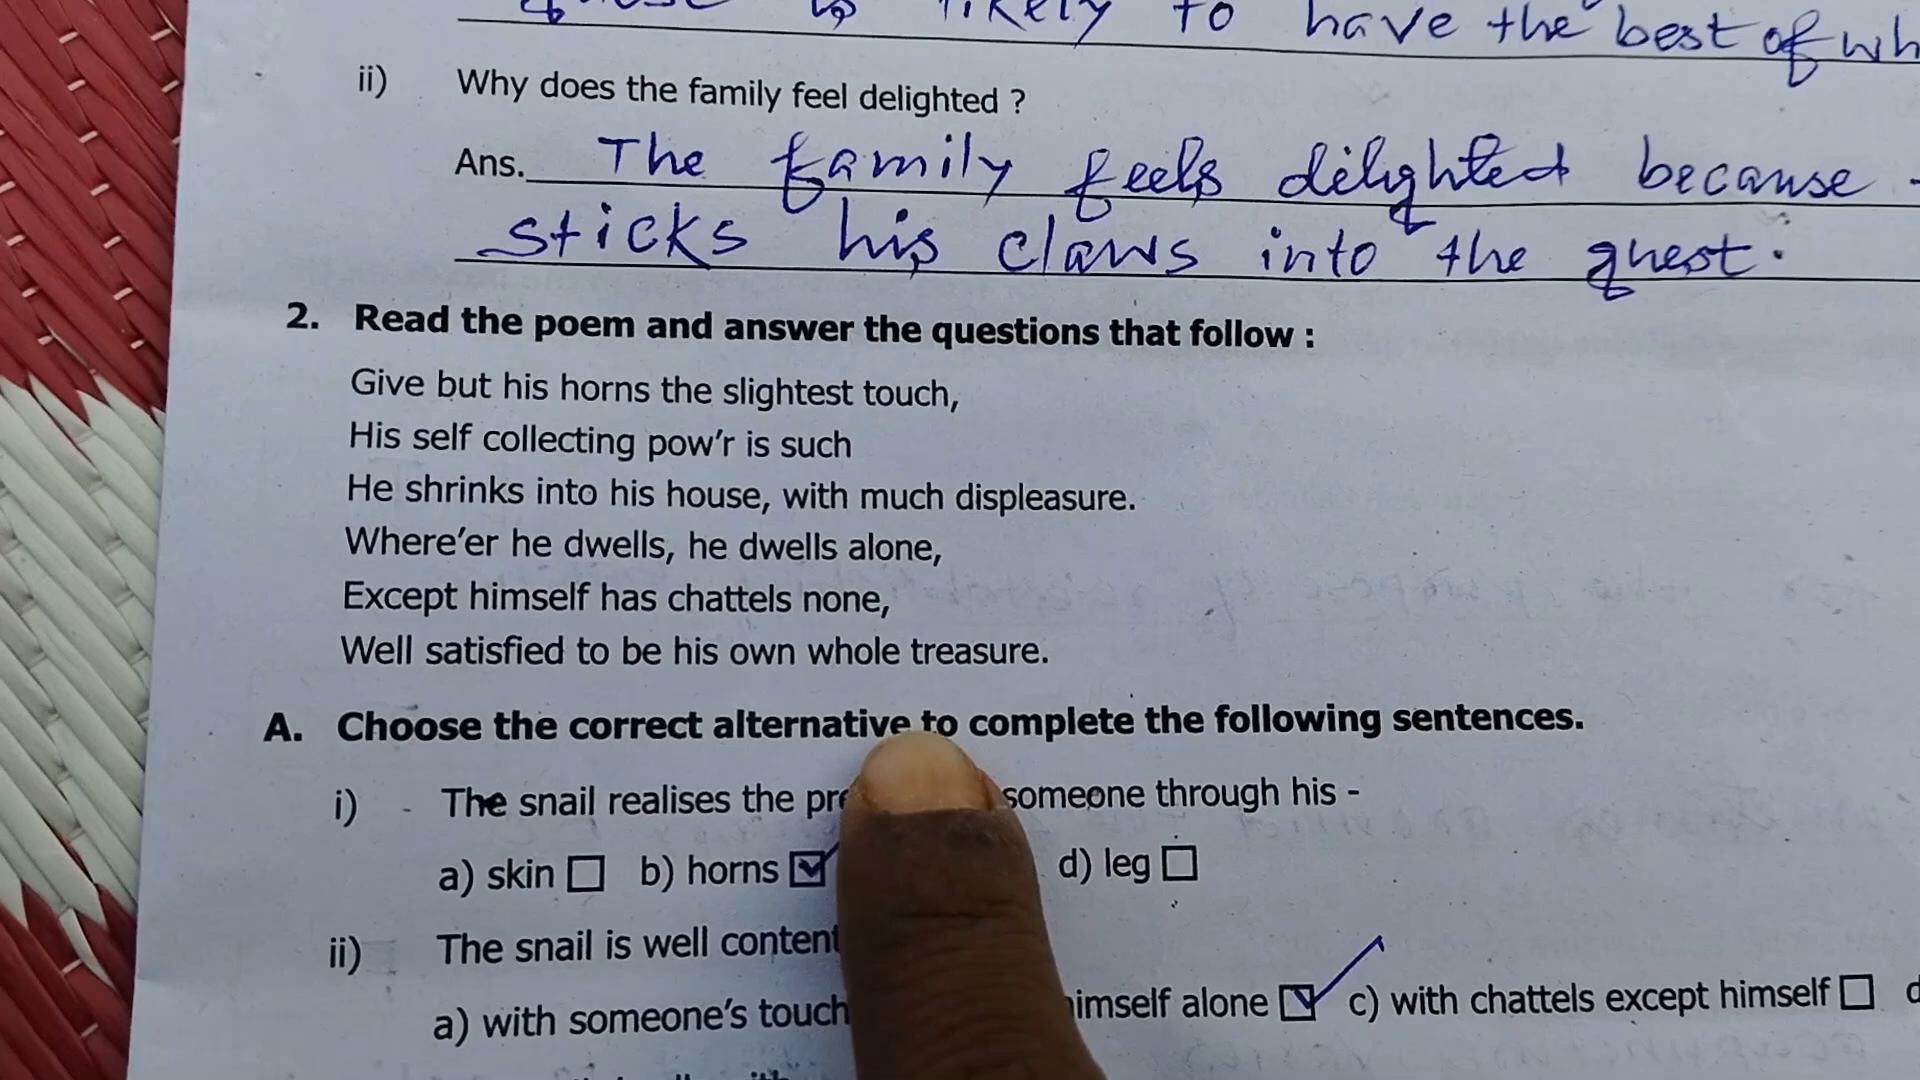 likely to have the best of wh
ii) Why does the family feel delighted ?
Ans. The family feels delighted because
sticks his claws into the guest.
2. Read the poem and answer the questions that follow :
Give but his horns the slightest touch,
His self collecting pow'r is such
He shrinks into his house, with much displeasure.
Where'er he dwells, he dwells alone,
Except himself has chattels none,
Well satisfied to be his own whole treasure.
A. Choose the correct alternative to complete the following sentences.
i) - The snail realises the pre someone through his -
a) skin b) horns d) leg
ii) The snail is well content
a) with someone's touch himself alone c) with chattels except himself d